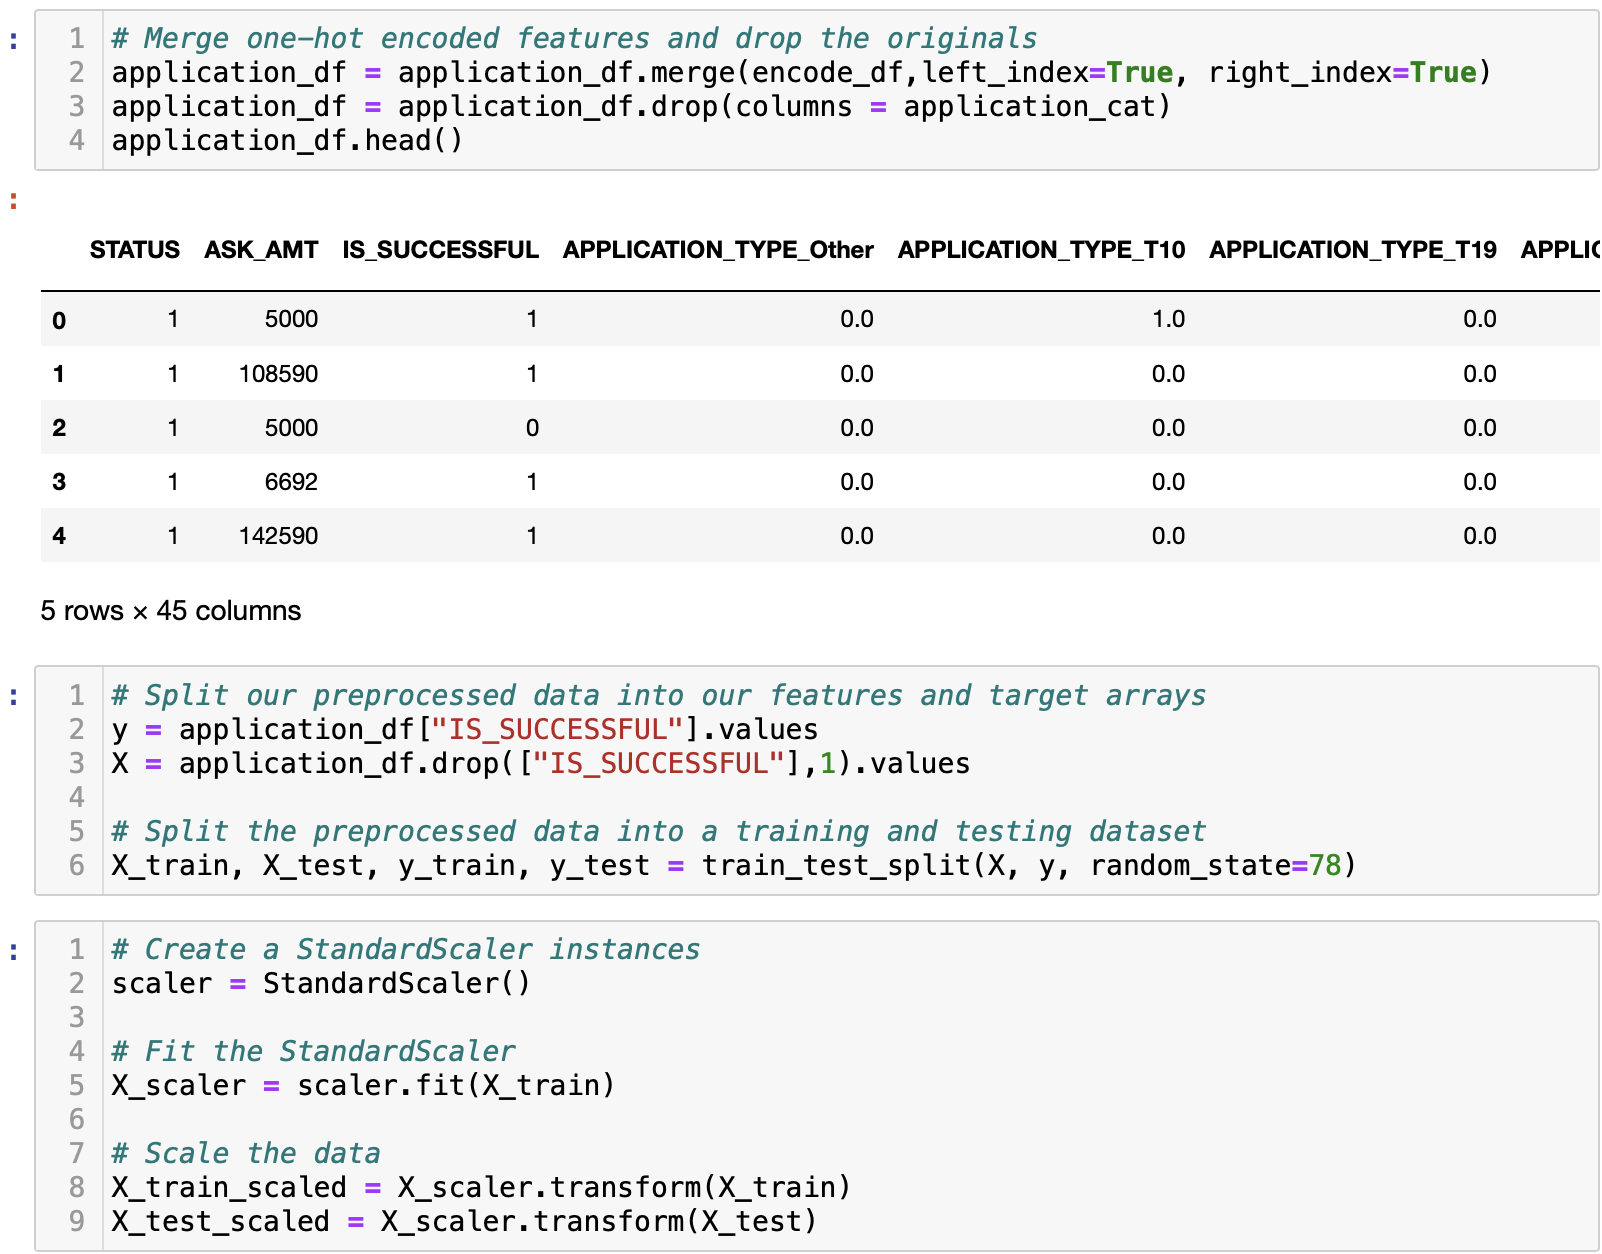 :
1 # Merge one-hot encoded features and drop the originals
2 application_df = application_df.merge(encode_df,left_index=True, right_index=True)
3 application_df = application_df.drop(columns = application_cat)
4 application_df.head()
:
STATUS ASK_AMT IS_SUCCESSFUL APPLICATION_TYPE_Other APPLICATION_TYPE_T10 APPLICATION_TYPE_T19
0 1 5000 1 0.0 1.0 0.0
1 1 108590 1 0.0 0.0 0.0
2 1 5000 0 0.0 0.0 0.0
3 1 6692 1 0.0 0.0 0.0
4 1 142590 1 0.0 0.0 0.0
5 rows × 45 columns
:
1 # Split our preprocessed data into our features and target arrays
2 y = application_df["IS_SUCCESSFUL"].values
3 X = application_df.drop(["IS_SUCCESSFUL"],1).values
4
5 # Split the preprocessed data into a training and testing dataset
6 X_train, X_test, y_train, y_test = train_test_split(X, y, random_state=78)
:
1 # Create a StandardScaler instances
2 scaler = StandardScaler()
3
4 # Fit the StandardScaler
5 X_scaler = scaler.fit(X_train)
6
7 # Scale the data
8 X_train_scaled = X_scaler.transform(X_train)
9 X_test_scaled = X_scaler.transform(X_test)